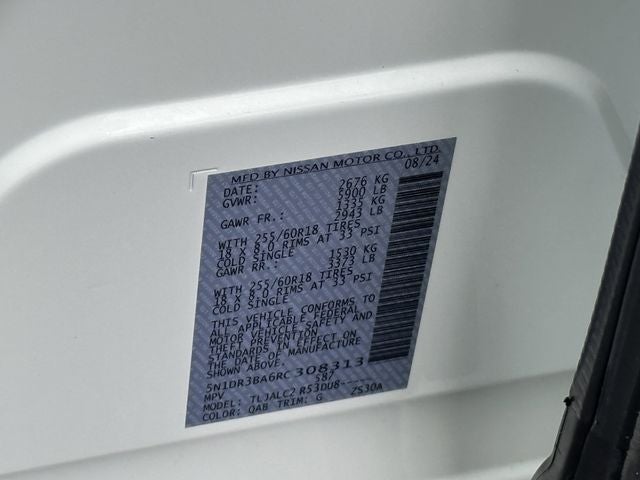 MFD BY NISSAN MOTOR CO., LTD.
DATE: 08/24
GVWR: 2676 KG
5900 LB
GAWR FR.: 1335 KG
2943 LB
WITH 255/60R18 TIRES
18 X 8.0 RIMS AT 33 PSI
COLD SINGLE
GAWR RR.: 1530 KG
3373 LB
WITH 255/60R18 TIRES
18 X 8.0 RIMS AT 33 PSI
COLD SINGLE
THIS VEHICLE CONFORMS TO
ALL APPLICABLE FEDERAL
MOTOR VEHICLE SAFETY AND
THEFT PREVENTION
STANDARDS IN EFFECT ON
THE DATE OF MANUFACTURE
SHOWN ABOVE.
5N1DR3BA6RC308313
MPV S87
MODEL: TLJALC2 R53DU8-----
COLOR: QAB TRIM: G ZS30A